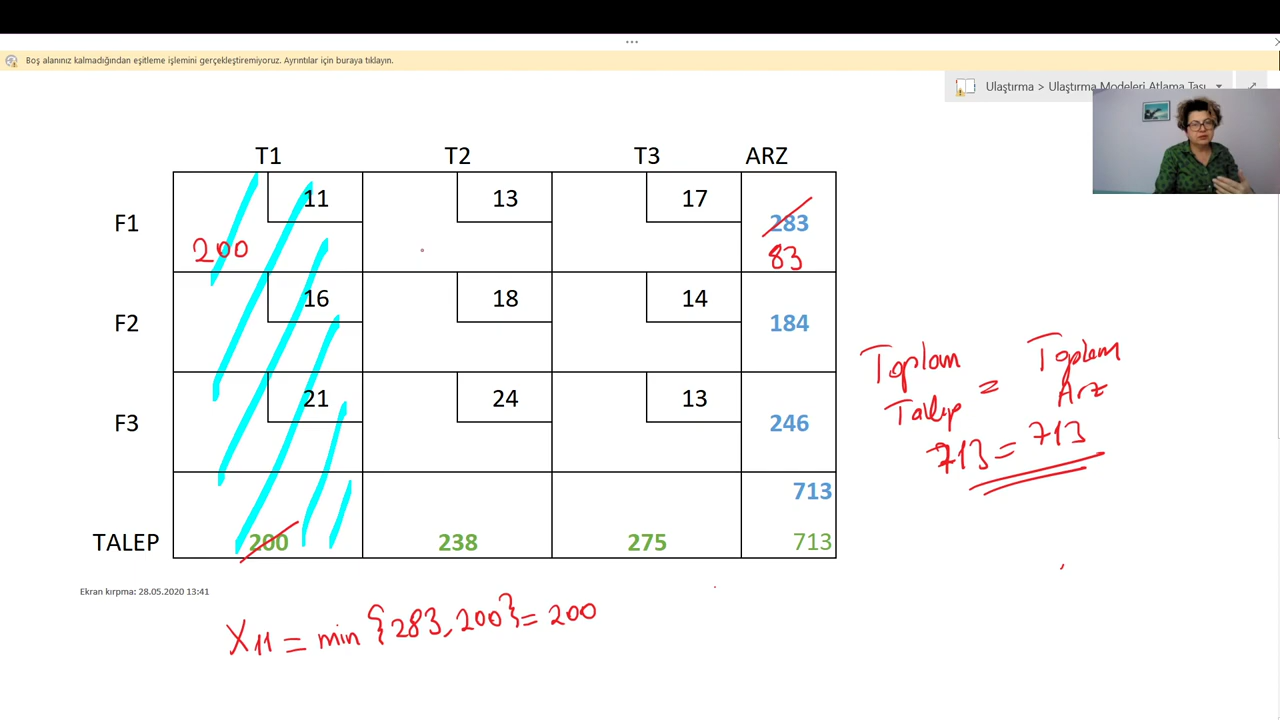 Boş alanınız kalmadığından eşitleme işlemini gerçekleştiremiyoruz. Ayrıntılar için buraya tıklayın.
Ulaştırma > Ulaştırma Modeleri Atlama Taşı
T1 T2 T3 ARZ
F1 11 13 17 283
200 83
F2 16 18 14 184
F3 21 24 13 246
713
TALEP 200 238 275 713
Toplam Talep = Toplam Arz
713 = 713
Ekran kırpma: 28.05.2020 13:41
X11 = min {283, 200} = 200